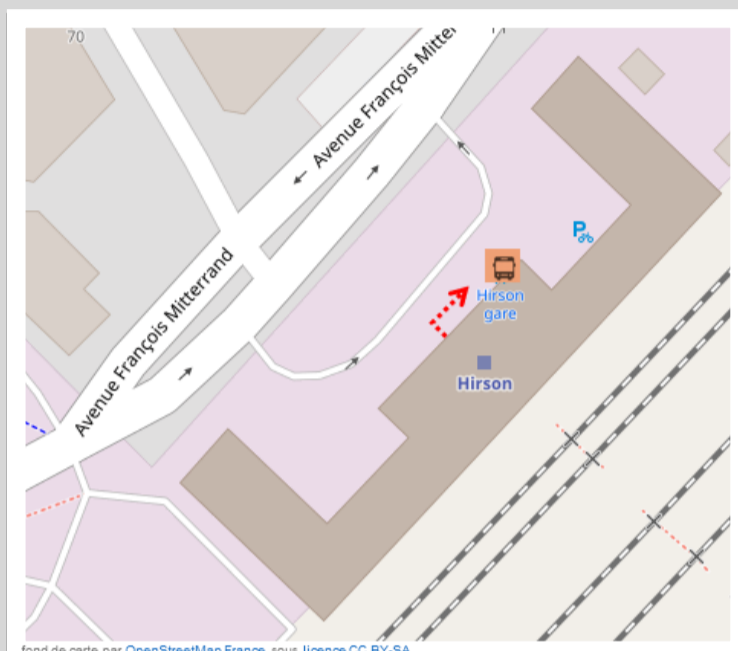 70
Avenue François Mitter
Avenue François Mitterrand
P
Hirson
gare
Hirson
fond de carte par OpenStreetMap France, sous licence CC BY-SA